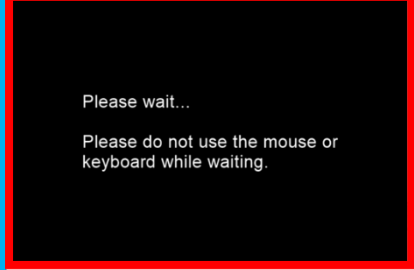 Please wait...
Please do not use the mouse or
keyboard while waiting.